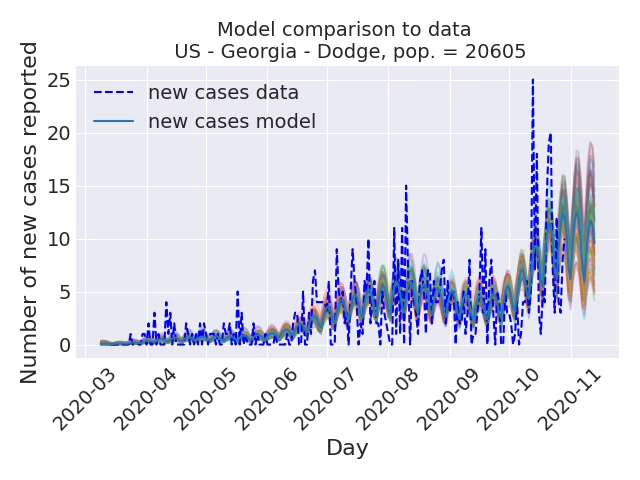 Model comparison to data
US - Georgia - Dodge, pop. = 20605
Number of new cases reported
25
20
15
10
5
0
new cases data
new cases model
2020-03
2020-04
2020-05
2020-06
2020-07
2020-08
2020-09
2020-10
2020-11
Day